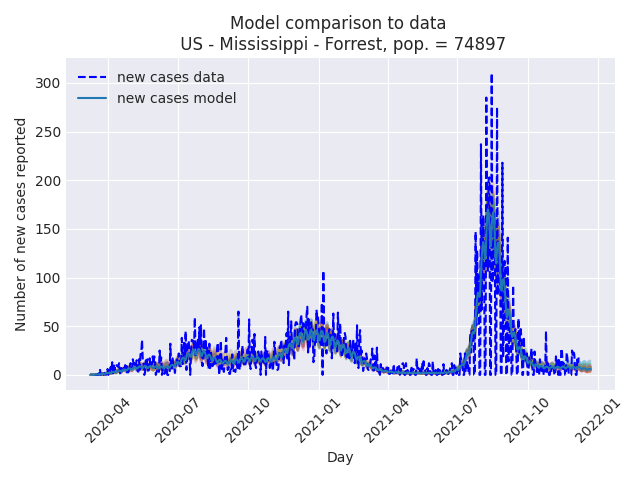 Model comparison to data
US - Mississippi - Forrest, pop. = 74897
new cases data
new cases model
Number of new cases reported
300
250
200
150
100
50
0
2020-04
2020-07
2020-10
2021-01
2021-04
2021-07
2021-10
2022-01
Day